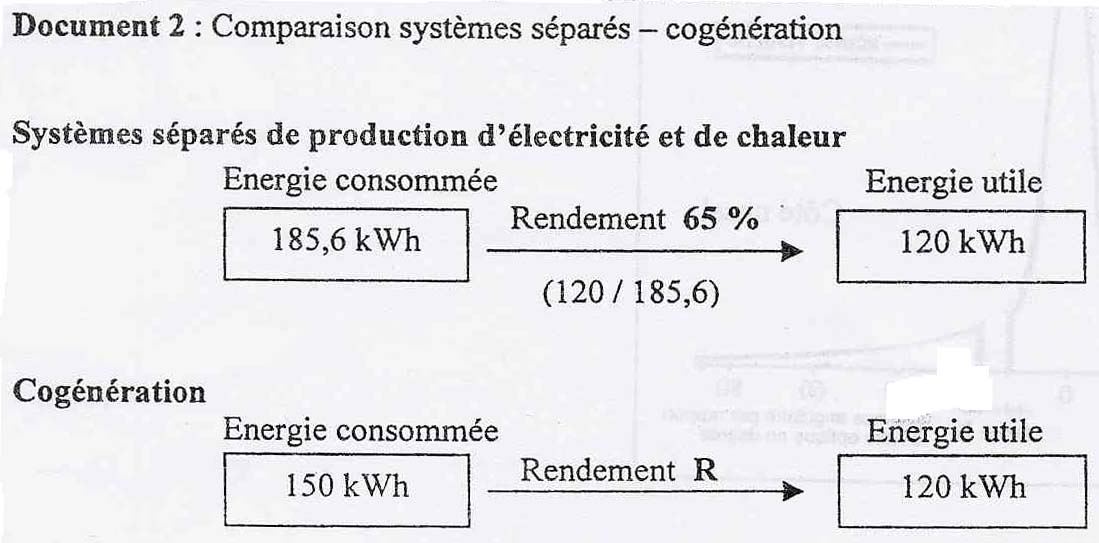 Document 2 : Comparaison systèmes séparés – cogénération
Systèmes séparés de production d'électricité et de chaleur
Energie consommée
Energie utile
185,6 kWh
Rendement 65 %
120 kWh
(120 / 185,6)
Cogénération
Energie consommée
Energie utile
150 kWh
Rendement R
120 kWh